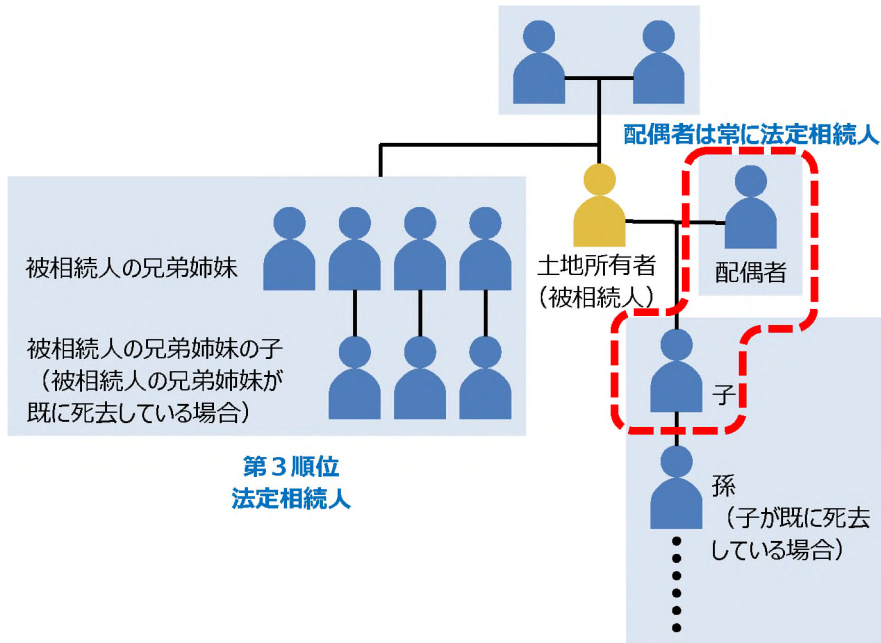 配偶者は常に法定相続人
被相続人の兄弟姉妹
土地所有者
（被相続人）
配偶者
被相続人の兄弟姉妹の子
（被相続人の兄弟姉妹が
既に死去している場合）
子
第３順位
法定相続人
孫
（子が既に死去
している場合）